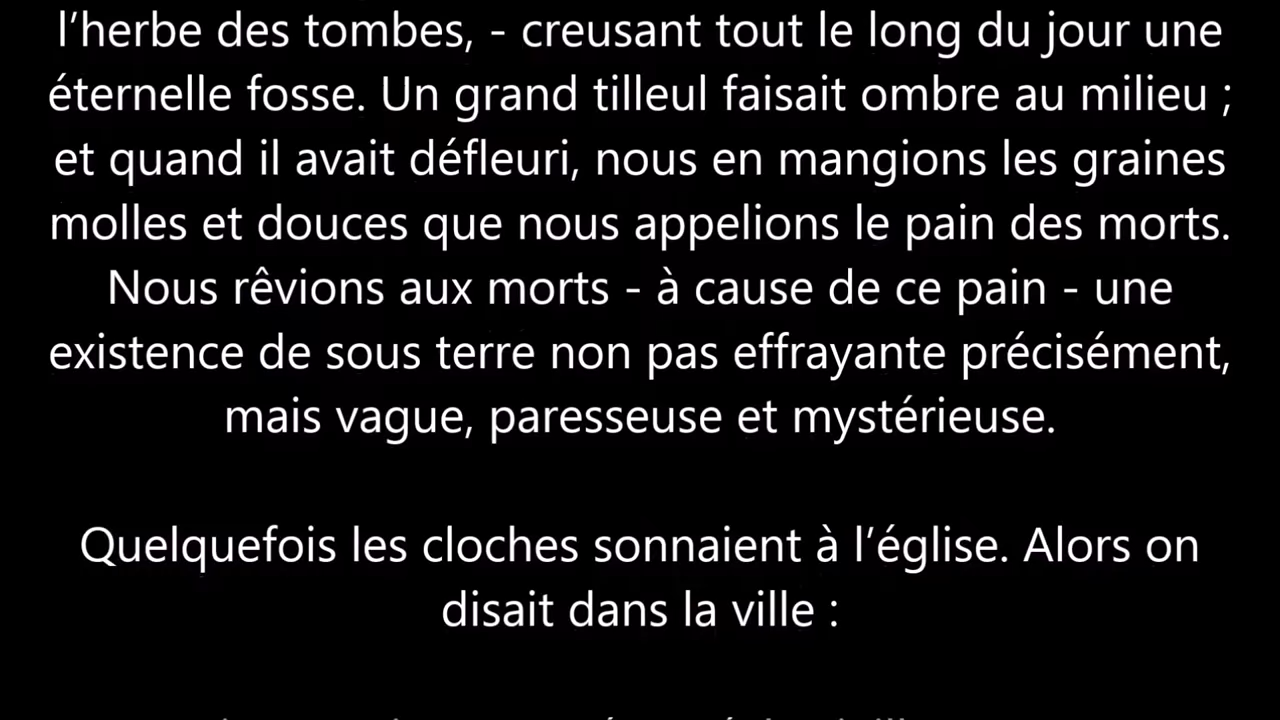 l’herbe des tombes, - creusant tout le long du jour une
éternelle fosse. Un grand tilleul faisait ombre au milieu ;
et quand il avait défleuri, nous en mangions les graines
molles et douces que nous appelions le pain des morts.
Nous rêvions aux morts - à cause de ce pain - une
existence de sous terre non pas effrayante précisément,
mais vague, paresseuse et mystérieuse.
Quelquefois les cloches sonnaient à l’église. Alors on
disait dans la ville :